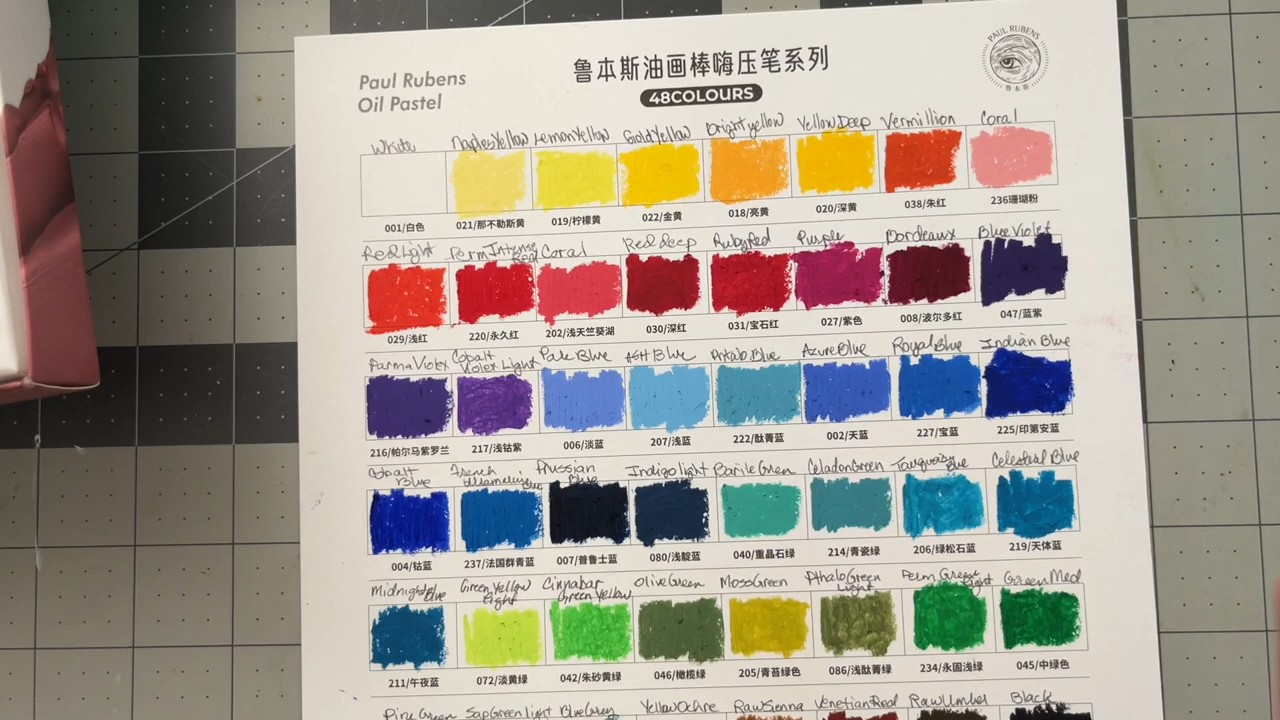 Paul Rubens
Oil Pastel
鲁本斯油画棒嗨压笔系列
48COLOURS
PAUL RUBENS
鲁本斯
White Naples Yellow Lemon Yellow Gold Yellow Bright yellow Yellow Deep Vermillion Coral
001/白色 021/那不勒斯黄 019/柠檬黄 022/金黄 018/亮黄 020/深黄 038/朱红 236珊瑚粉
Red Light Perm Intense Red Coral Red deep Ruby Red Purple Bordeaux Blue Violet
029/浅红 220/永久红 202/浅天竺葵湖 030/深红 031/宝石红 027/紫色 008/波尔多红 047/蓝紫
Parma Violet Cobalt Violet Light Pale Blue ASH Blue Phtalo Blue Azure Blue Royal Blue Indian Blue
216/帕尔马紫罗兰 217/浅钴紫 006/淡蓝 207/浅蓝 222/酞菁蓝 002/天蓝 227/宝蓝 225/印第安蓝
Cobalt Blue French Prussian Blue Indigo light Barile Green Celadon Green Turquoise Blue Celestral Blue
004/钴蓝 237/法国群青蓝 007/普鲁士蓝 080/浅靛蓝 040/重晶石绿 214/青瓷绿 206/绿松石蓝 219/天体蓝
Midnight Blue Green Yellow Light Cinnabar Green Yellow Olive Green Moss Green Pthalo Green Light Perm Green Light Green Med
211/午夜蓝 072/淡黄绿 042/朱砂黄绿 046/橄榄绿 205/青苔绿色 086/浅酞菁绿 234/永固浅绿 045/中绿色
Pine Green Sap Green light Blue Green Yellow Ochre Raw Sienna Venetian Red Raw Umber Black